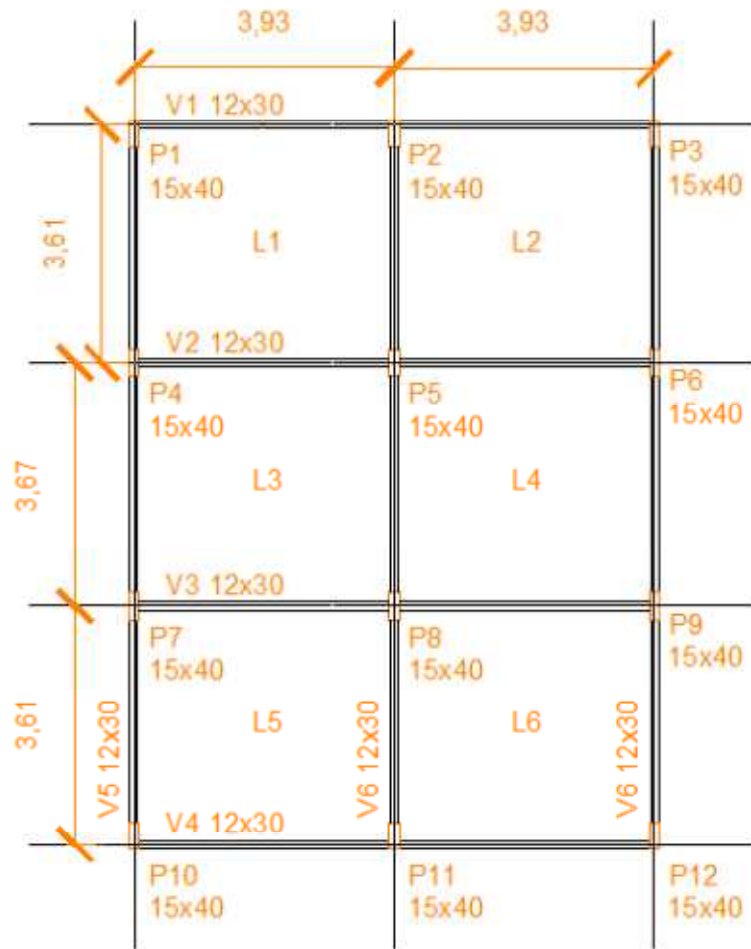 3,93 3,93
V1 12x30
P1 P2 P3
15x40 15x40 15x40
3,61
L1 L2
V2 12x30
P4 P5 P6
15x40 15x40 15x40
3,67
L3 L4
V3 12x30
P7 P8 P9
15x40 15x40 15x40
3,61
L5 L6
V5 12x30
V6 12x30
V6 12x30
V4 12x30
P10 P11 P12
15x40 15x40 15x40